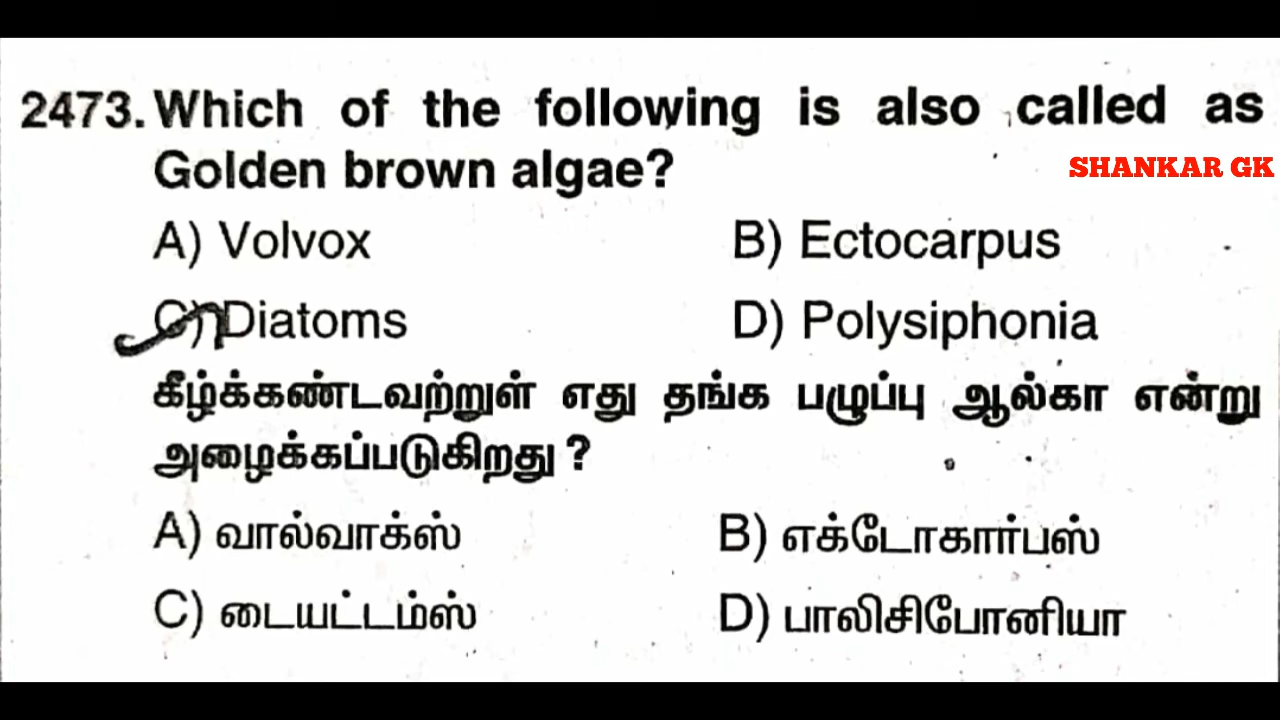 2473. Which of the following is also called as
Golden brown algae?
SHANKAR GK
A) Volvox B) Ectocarpus
C) Diatoms D) Polysiphonia
கீழ்க்கண்டவற்றுள் எது தங்க பழுப்பு ஆல்கா என்று
அழைக்கப்படுகிறது ?
A) வால்வாக்ஸ் B) எக்டோகார்பஸ்
C) டையட்டம்ஸ் D) பாலிசிபோனியா